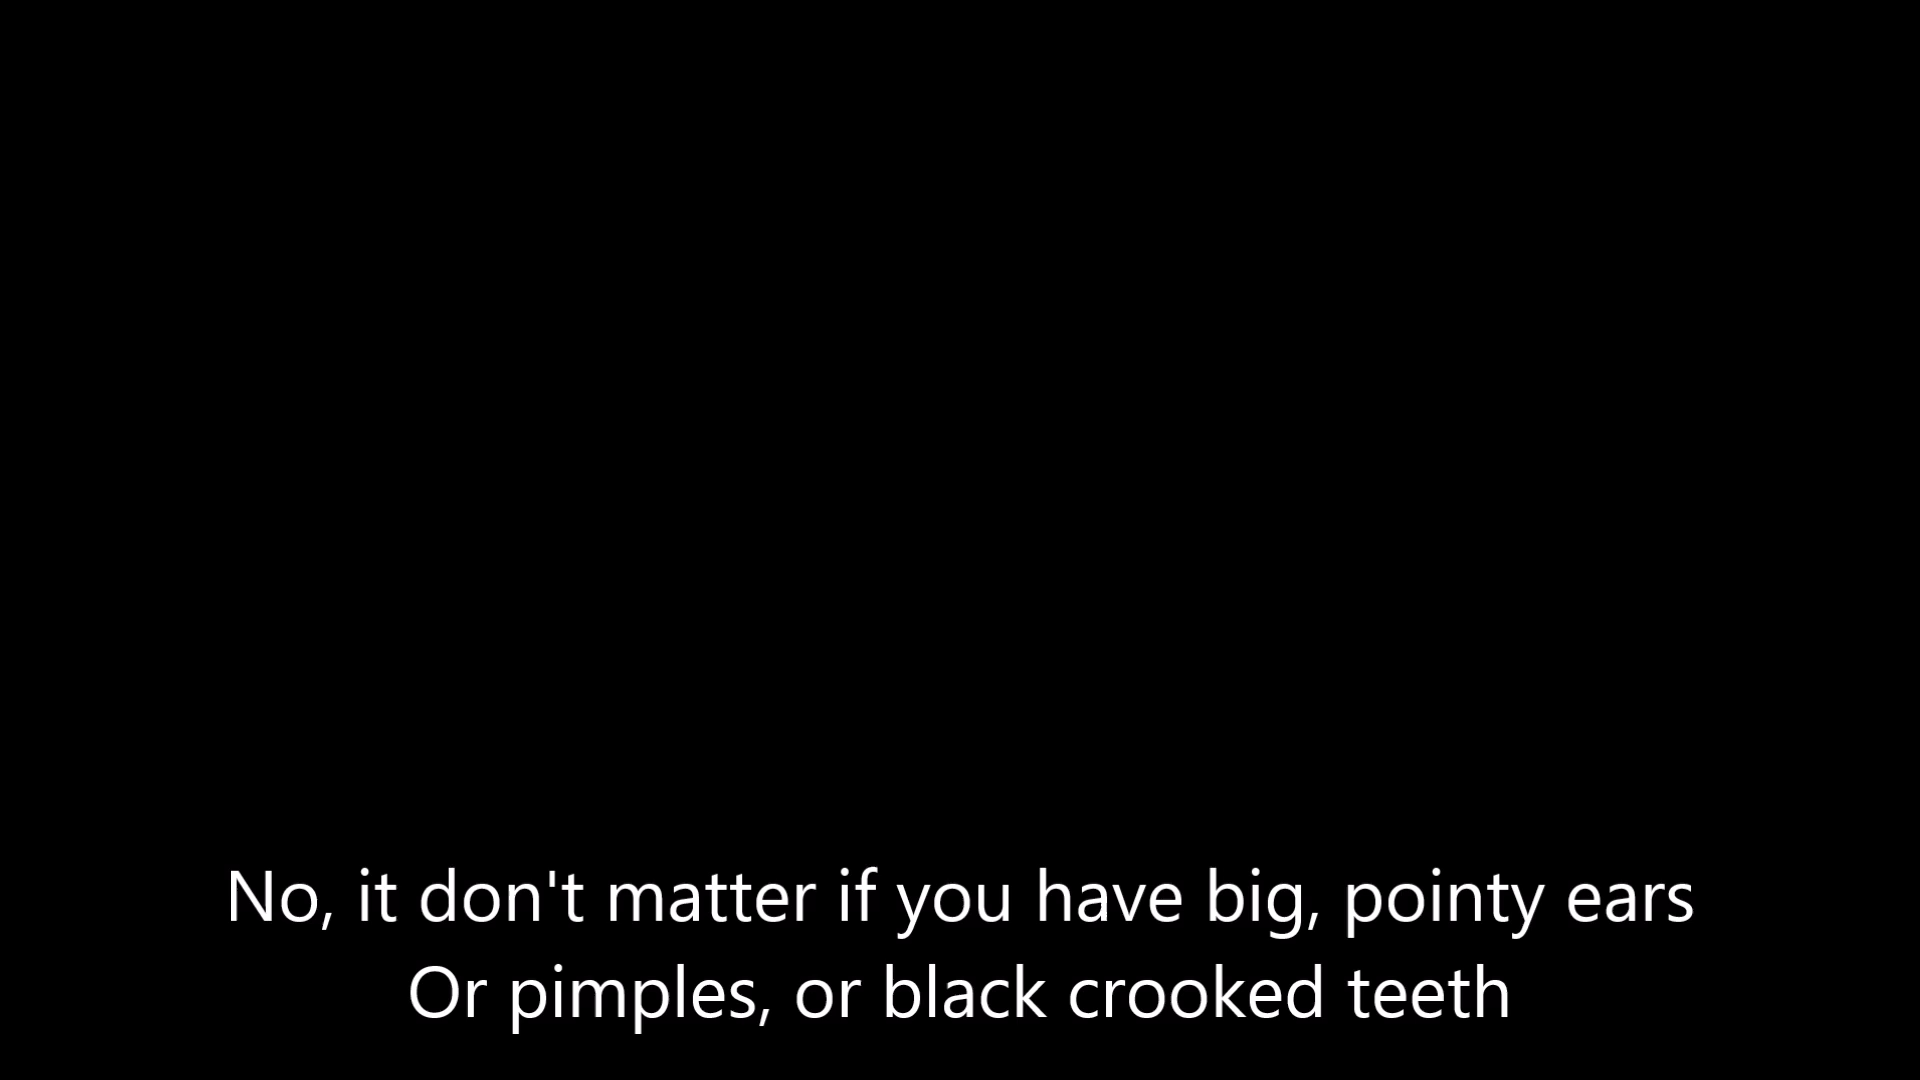 No, it don't matter if you have big, pointy ears
Or pimples, or black crooked teeth